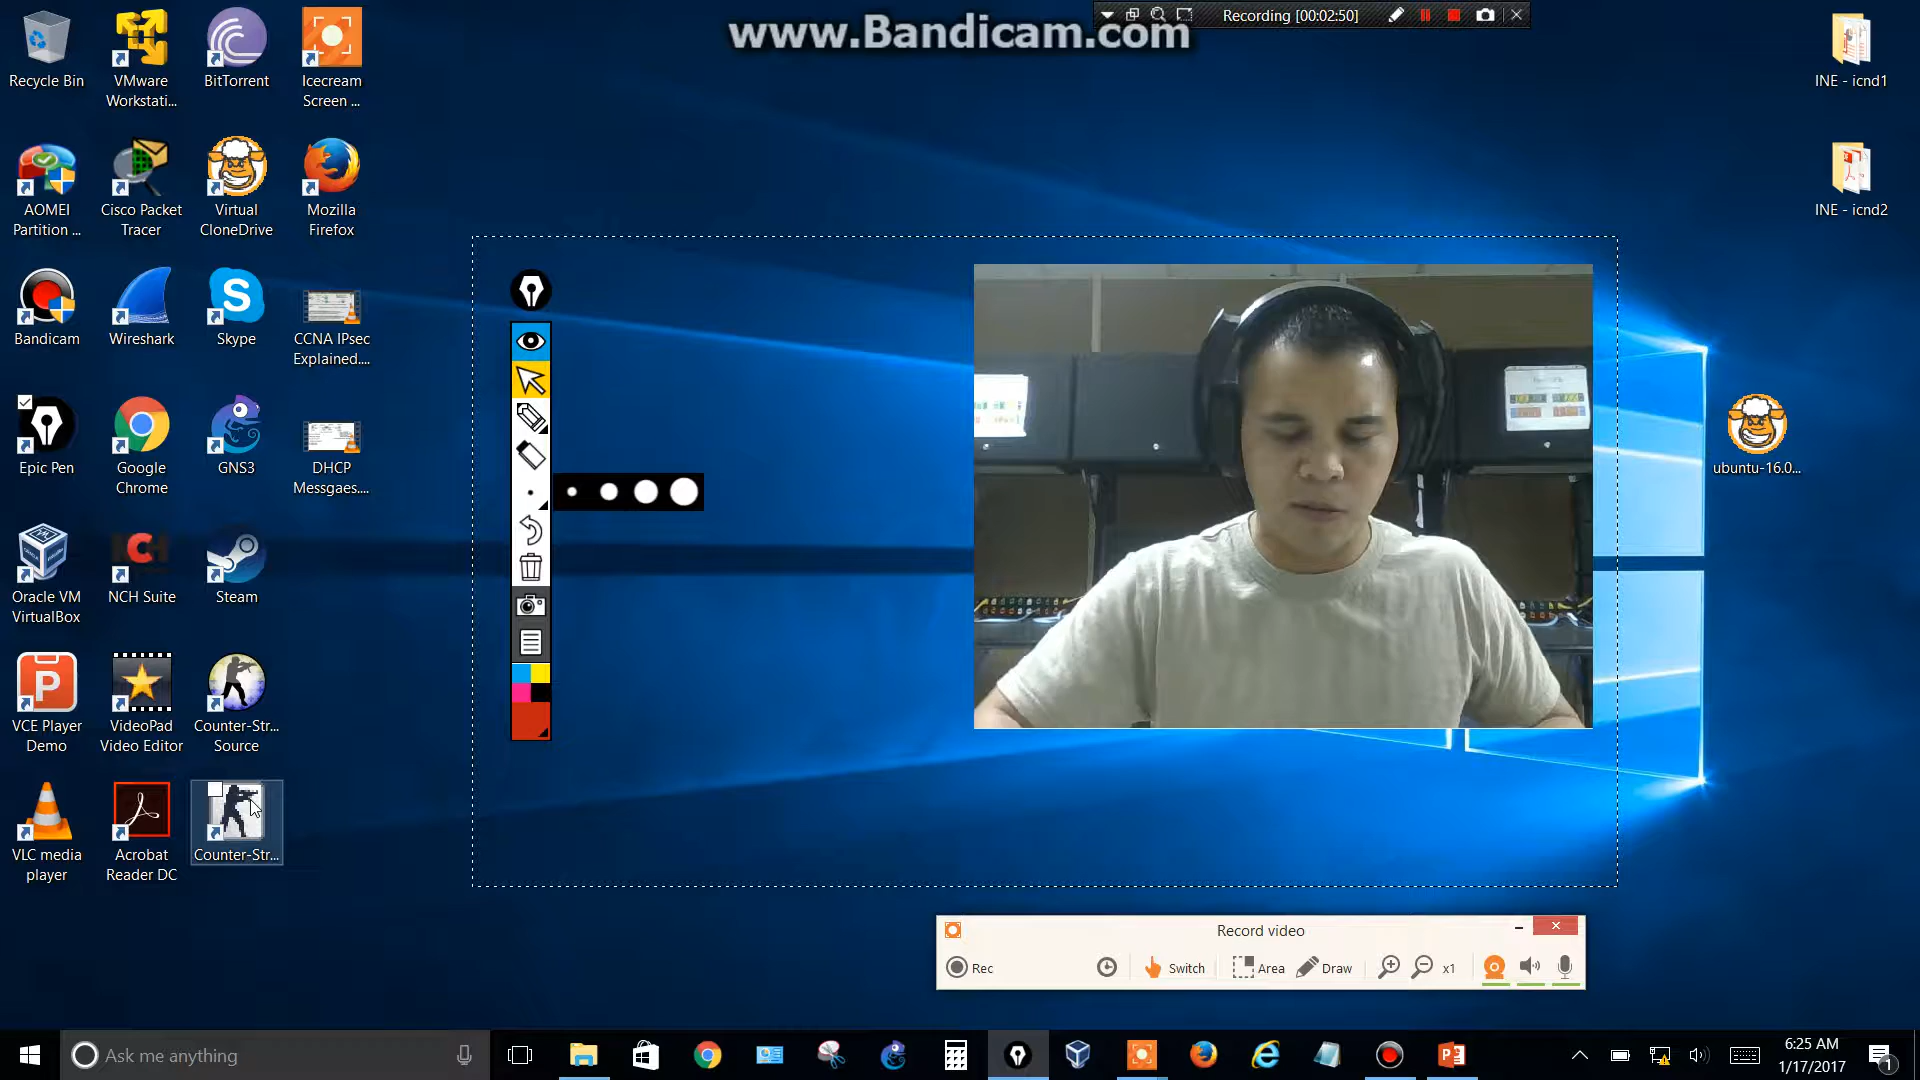 www.Bandicam.com
Recording [00:02:50]
Recycle Bin
VMware
Workstati...
BitTorrent
Icecream
Screen ...
INE - icnd1
AOMEI
Partition ...
Cisco Packet
Tracer
Virtual
CloneDrive
Mozilla
Firefox
INE - icnd2
Bandicam
Wireshark
Skype
CCNA IPsec
Explained....
Epic Pen
Google
Chrome
GNS3
DHCP
Messgaes....
ubuntu-16.0...
Oracle VM
VirtualBox
NCH Suite
Steam
VCE Player
Demo
VideoPad
Video Editor
Counter-Str...
Source
VLC media
player
Acrobat
Reader DC
Counter-Str...
Record video
Rec
Switch
Area
Draw
x1
Ask me anything
6:25 AM
1/17/2017
1